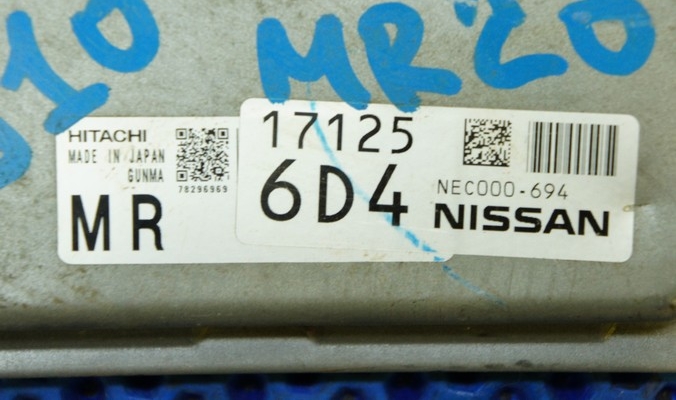 MR20
HITACHI
MADE IN JAPAN
GUNMA
78296969
MR
17125
6D4
NEC000-694
NISSAN